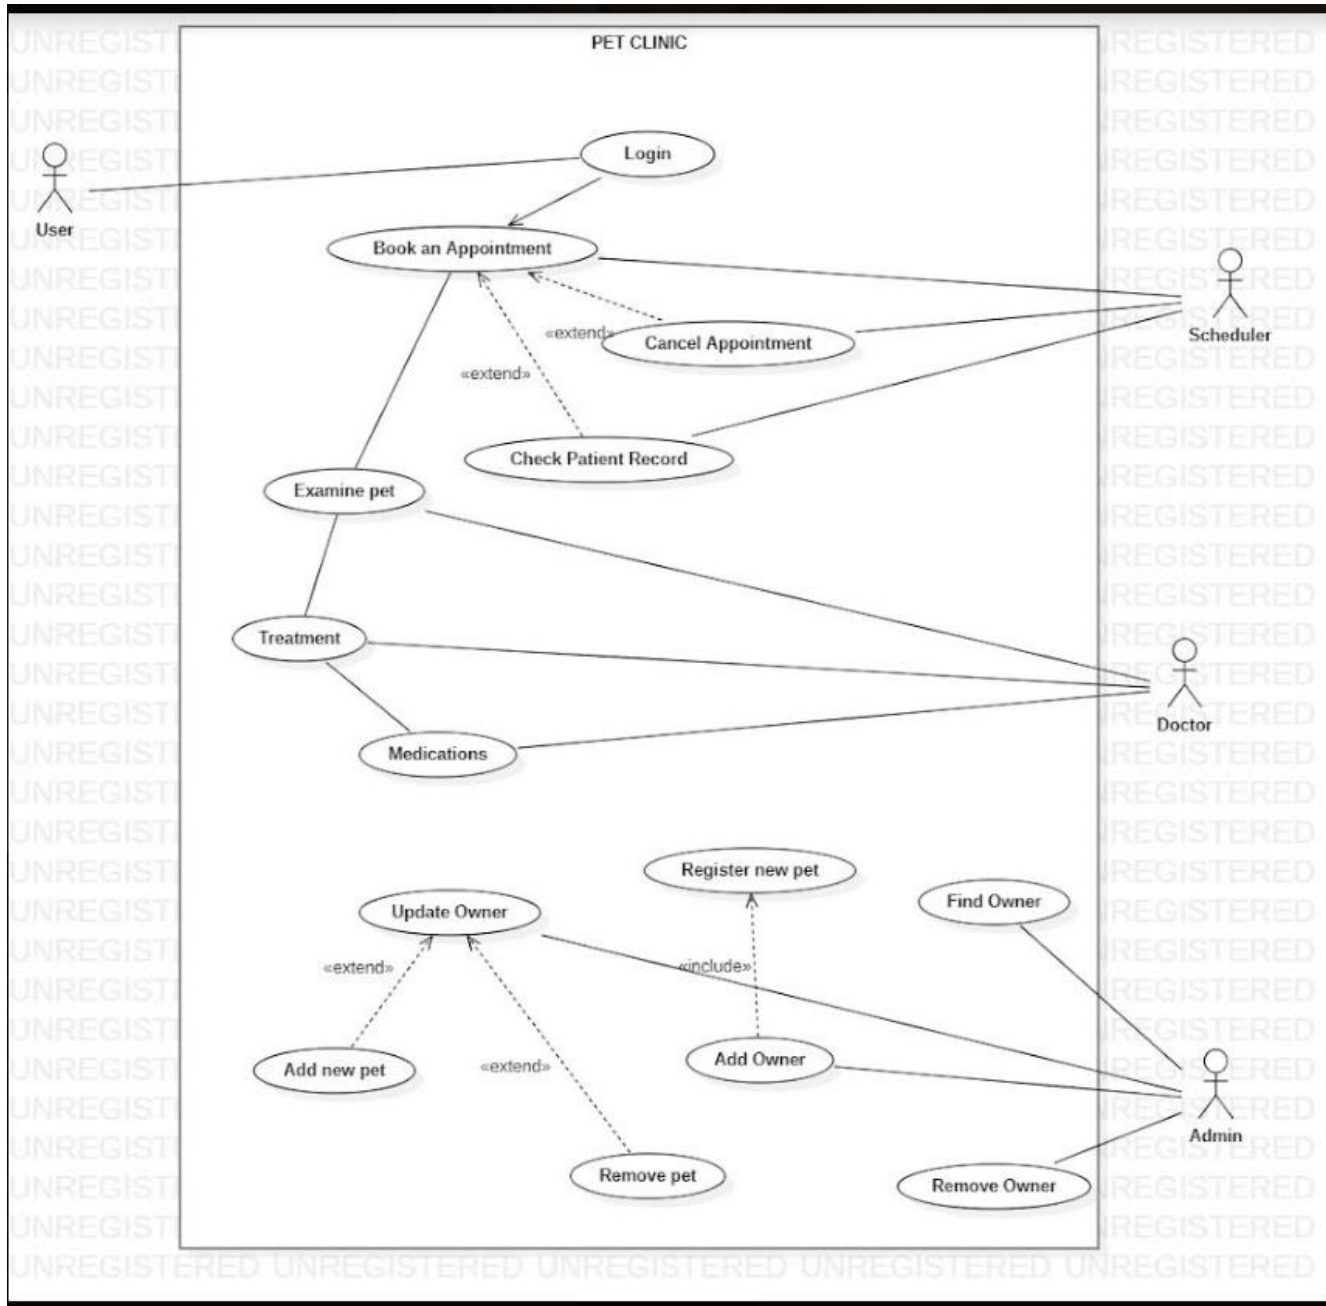 PET CLINIC
Login
User
Book an Appointment
«extend»
Cancel Appointment
Scheduler
«extend»
Check Patient Record
Examine pet
Treatment
Doctor
Medications
Register new pet
Find Owner
Update Owner
«extend»
«include»
Add new pet
«extend»
Add Owner
Admin
Remove pet
Remove Owner
UNREGISTERED UNREGISTERED UNREGISTERED UNREGISTERED UNREGISTERED